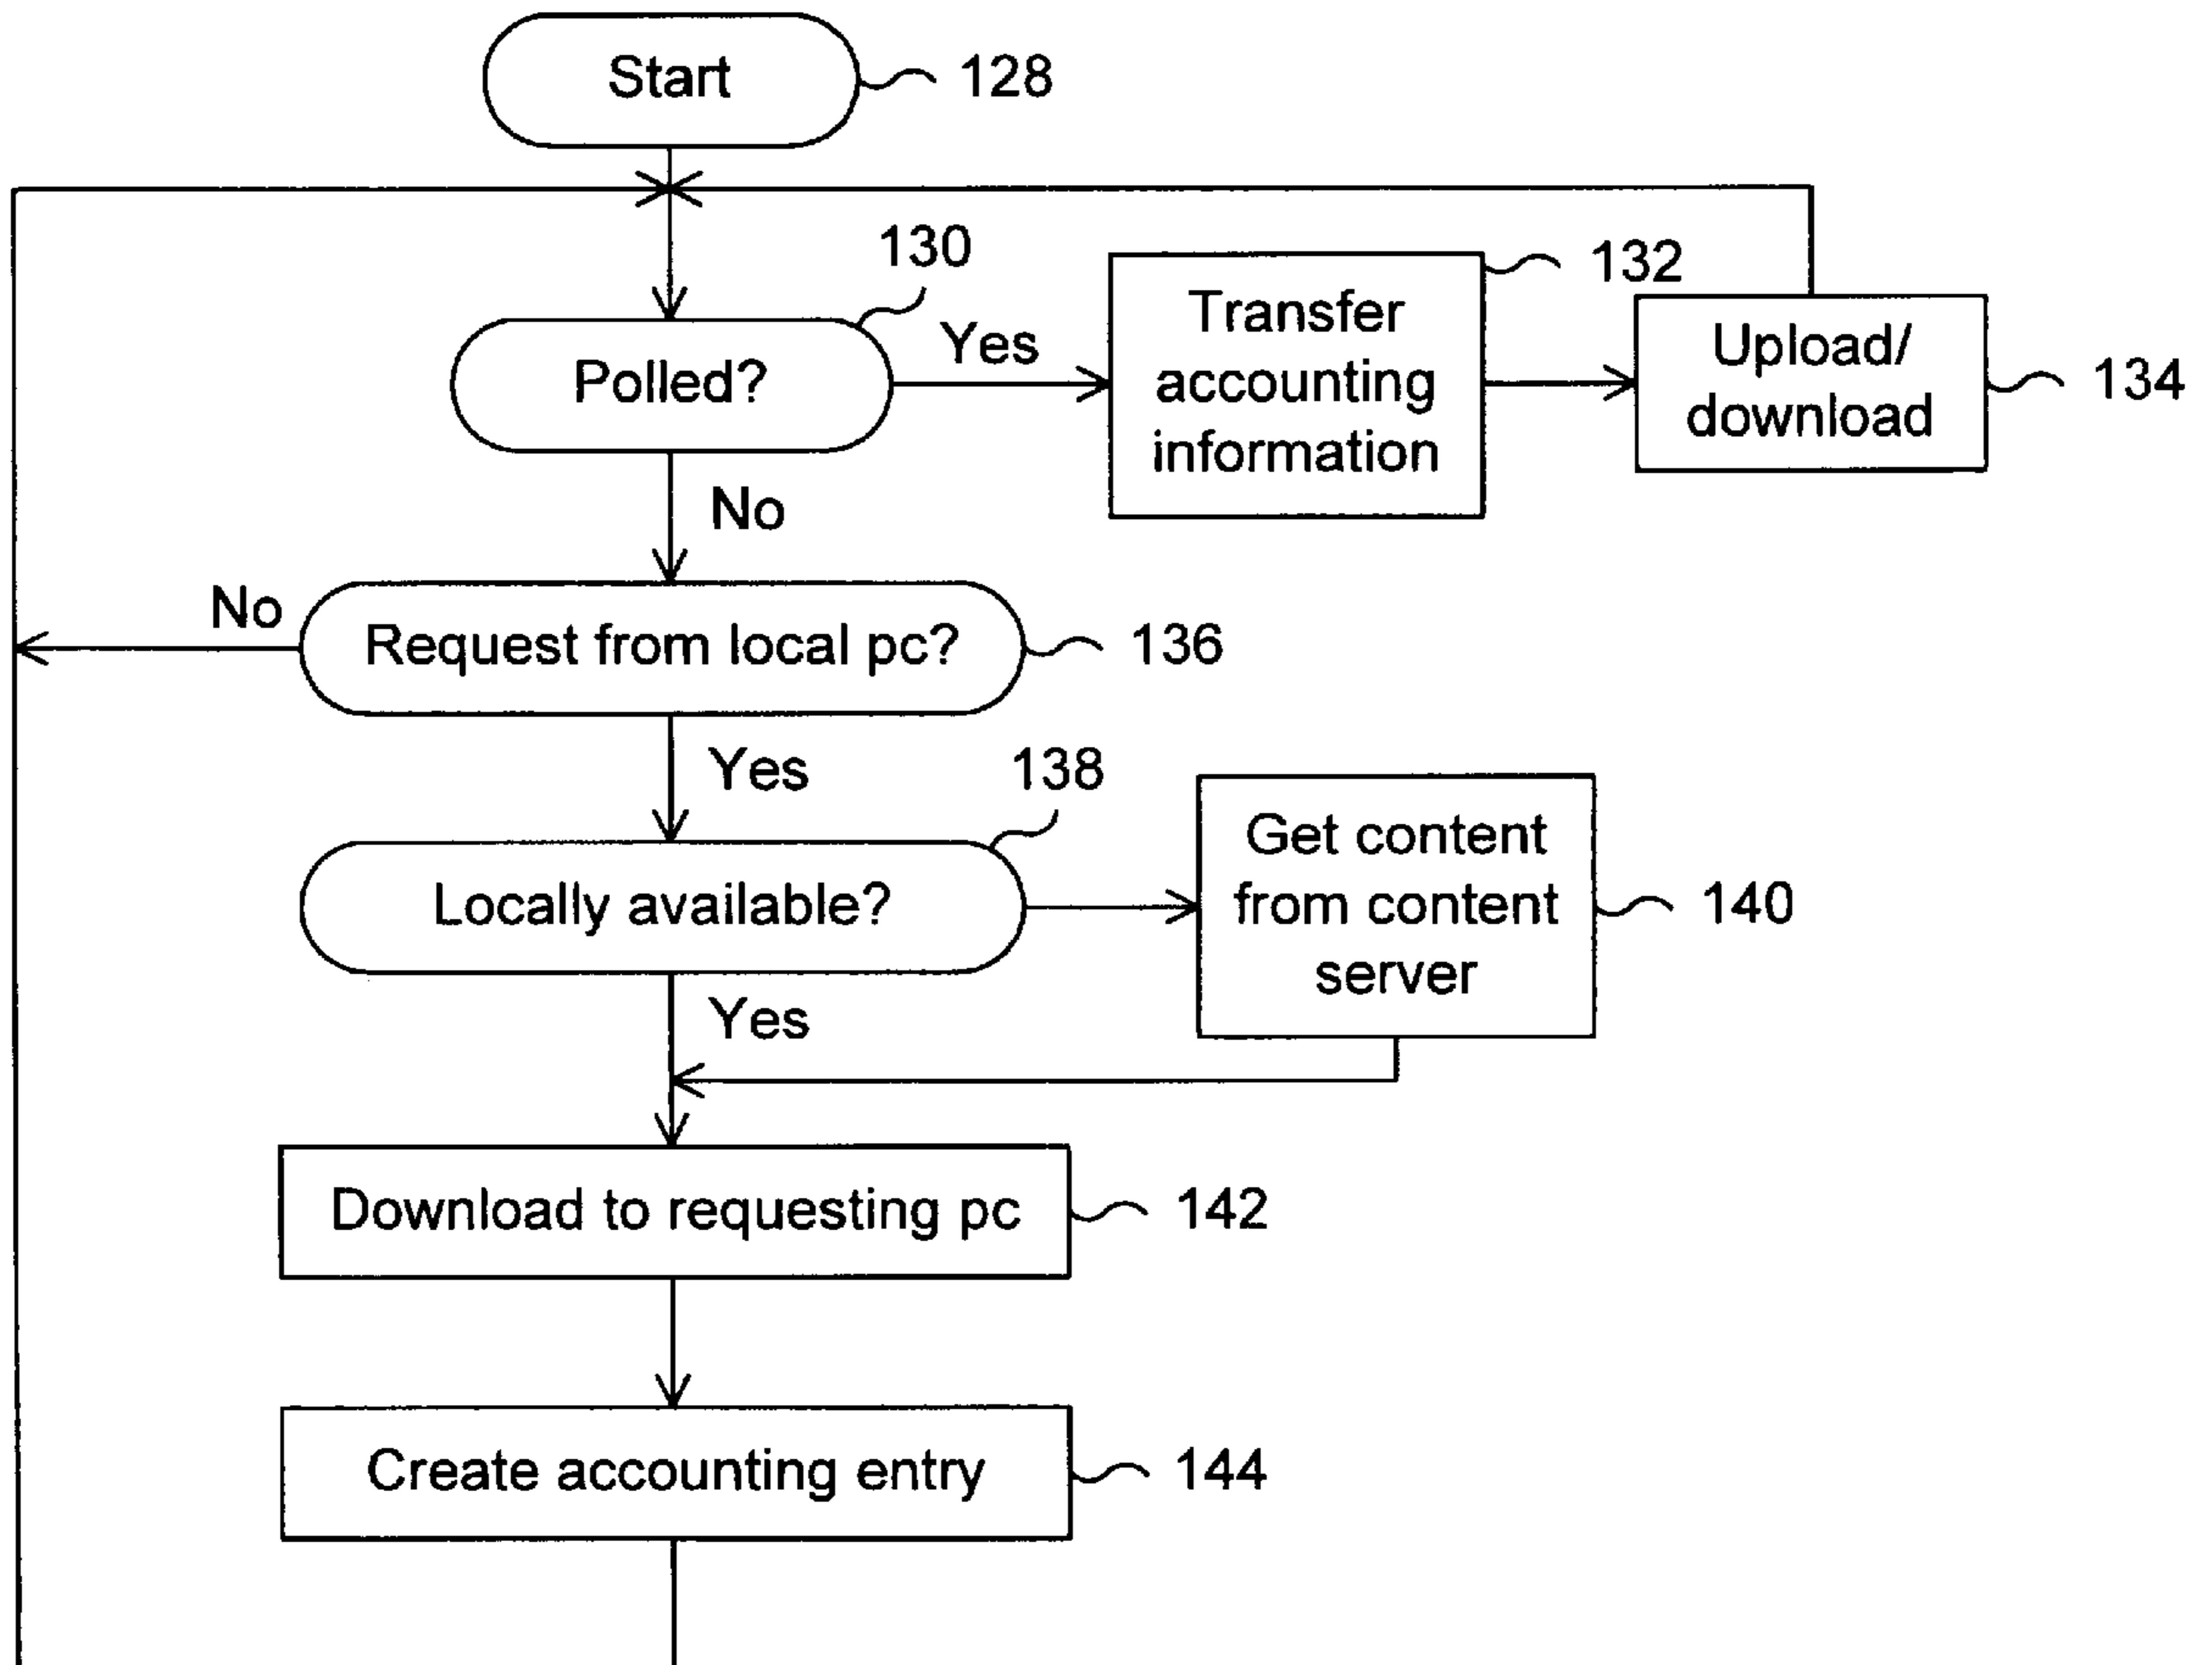 Start
128
130
Polled?
Yes
Transfer
accounting
information
132
Upload/
download
134
No
No
Request from local pc?
136
Yes
138
Locally available?
Get content
from content
server
140
Yes
Download to requesting pc
142
Create accounting entry
144